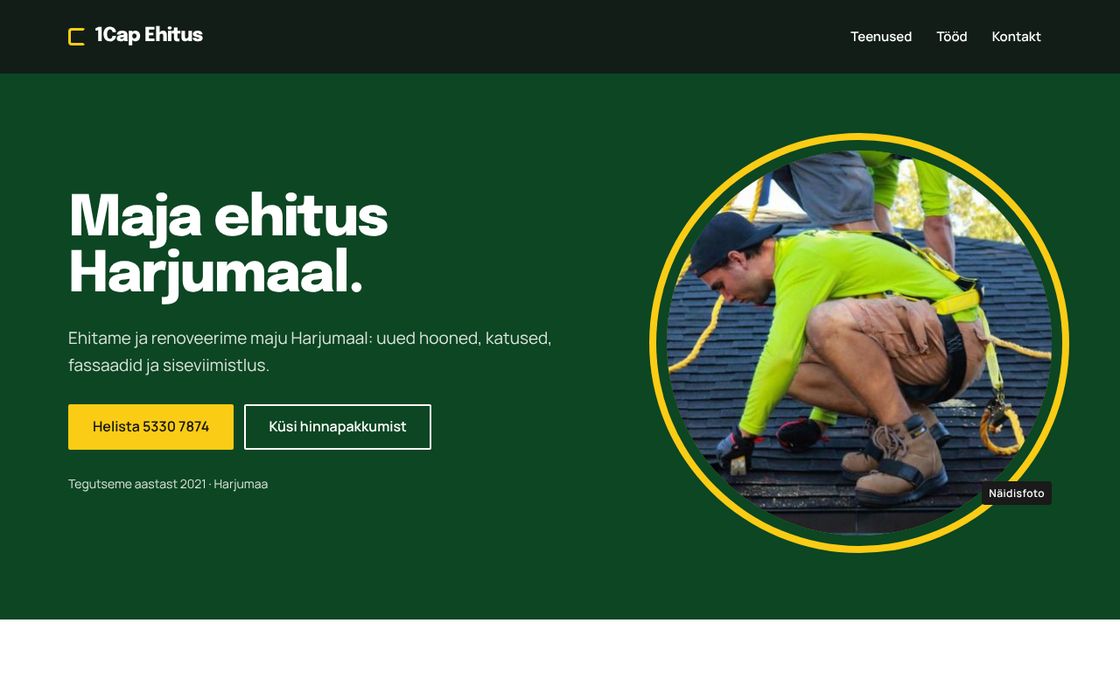 1Cap Ehitus
Teenused
Tööd
Kontakt
Maja ehitus
Harjumaal.
Ehitame ja renoveerime maju Harjumaal: uued hooned, katused,
fassaadid ja siseviimistlus.
Helista 5330 7874
Küsi hinnapakkumist
Tegutseme aastast 2021 · Harjumaa
Näidisfoto